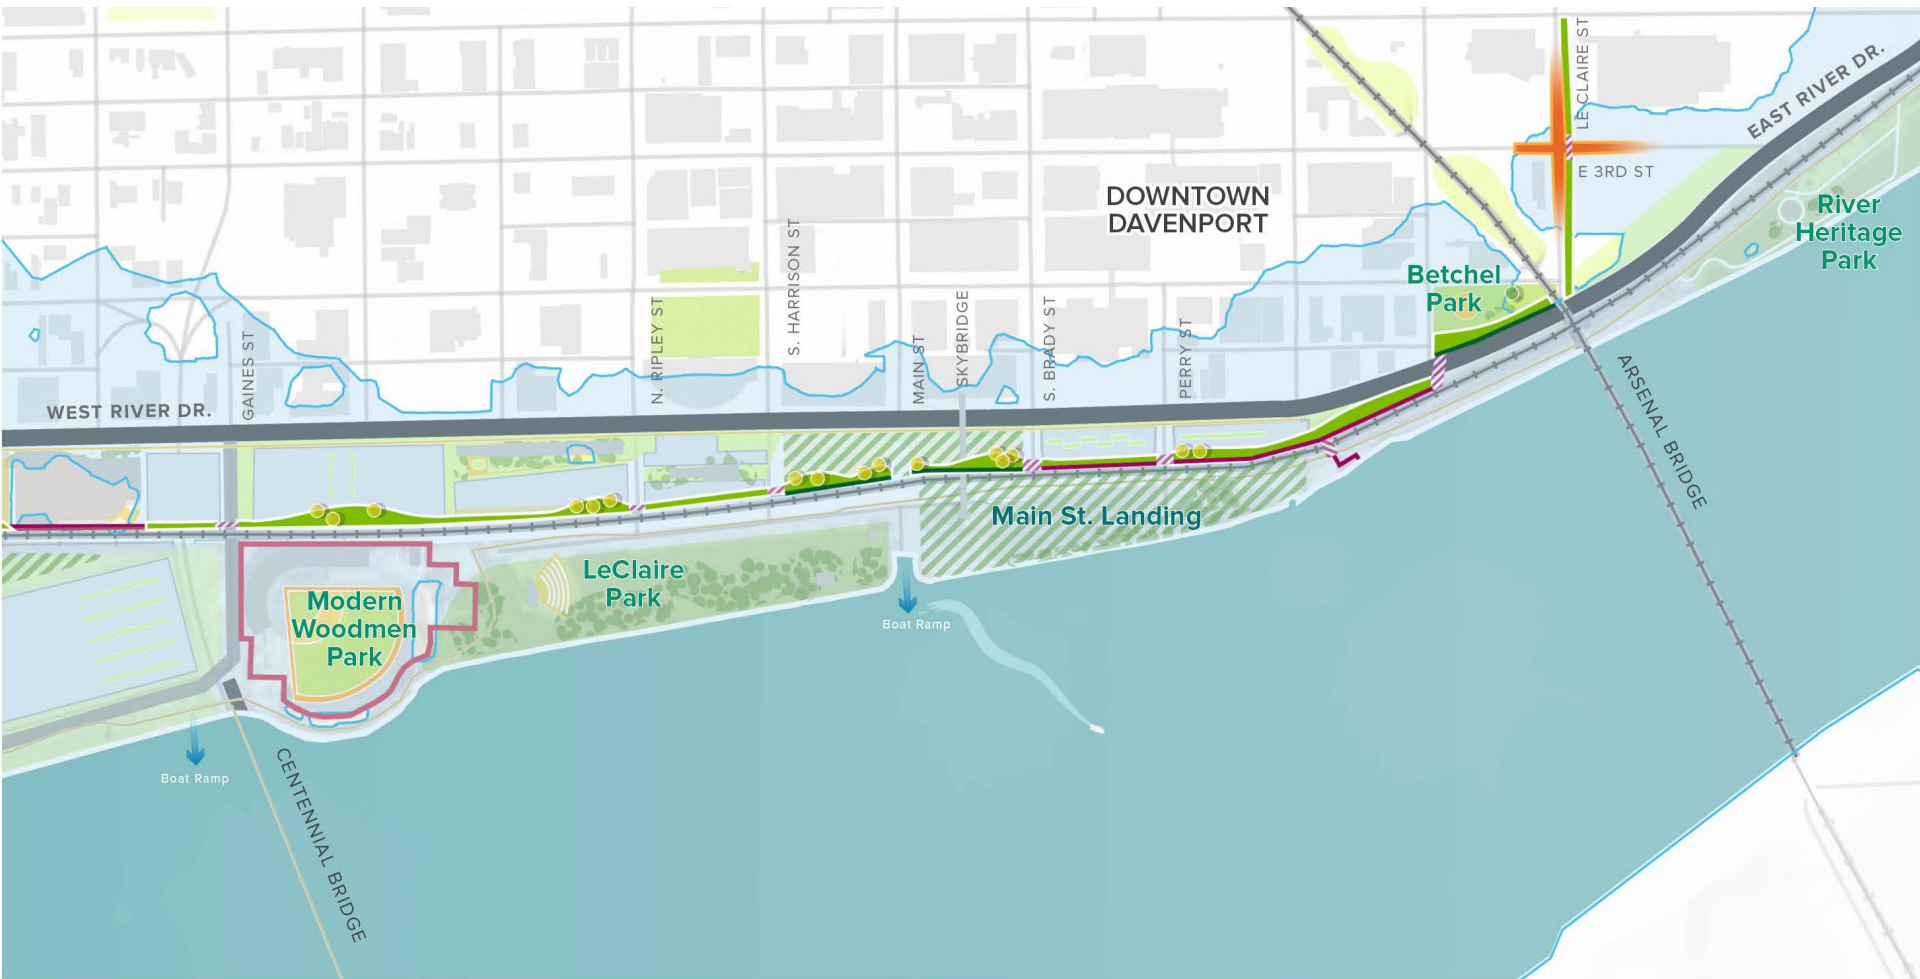 LE CLAIRE ST
EAST RIVER DR.
E 3RD ST
DOWNTOWN
DAVENPORT
River
Heritage
Park
Betchel
Park
S. HARRISON ST
N. RIPLEY ST
MAIN ST
SKYBRIDGE
S. BRADY ST
PERRY ST
GAINES ST
WEST RIVER DR.
ARSENAL BRIDGE
Main St. Landing
LeClaire
Park
Modern
Woodmen
Park
Boat Ramp
Boat Ramp
CENTENNIAL BRIDGE